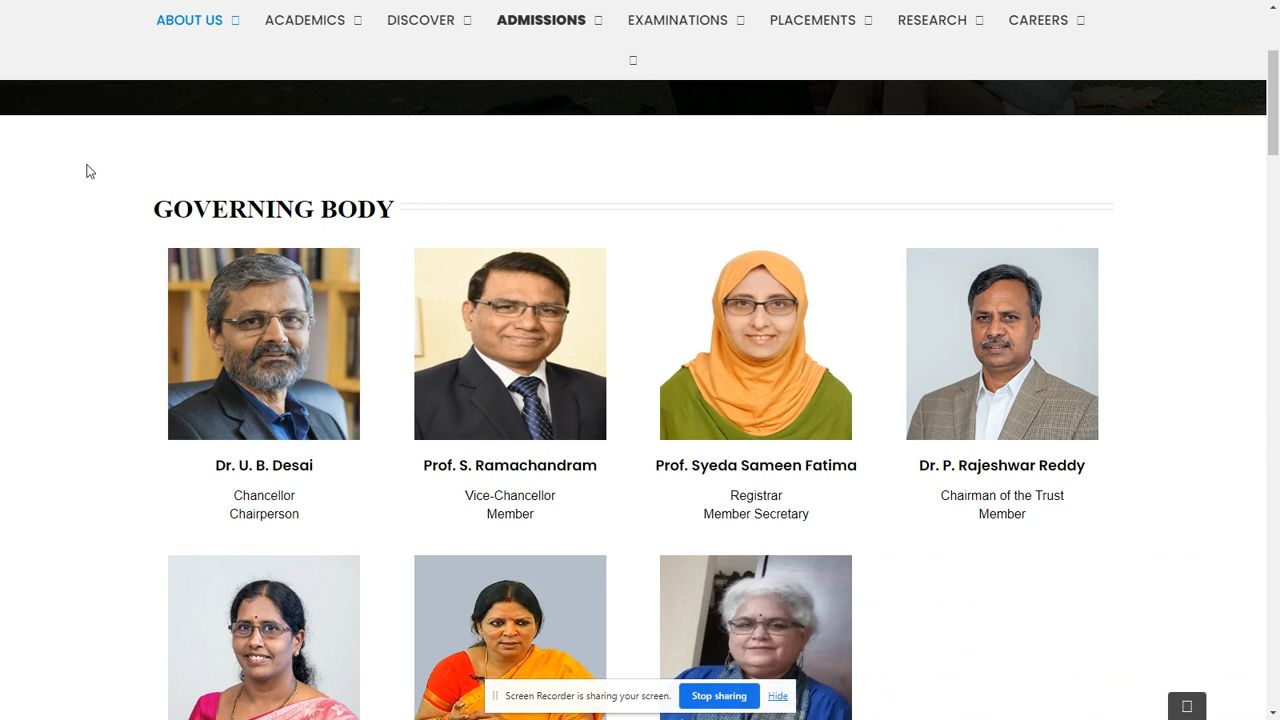 ABOUT US
ACADEMICS
DISCOVER
ADMISSIONS
EXAMINATIONS
PLACEMENTS
RESEARCH
CAREERS
GOVERNING BODY
Dr. U. B. Desai
Chancellor
Chairperson
Prof. S. Ramachandram
Vice-Chancellor
Member
Prof. Syeda Sameen Fatima
Registrar
Member Secretary
Dr. P. Rajeshwar Reddy
Chairman of the Trust
Member
Screen Recorder is sharing your screen.
Stop sharing
Hide